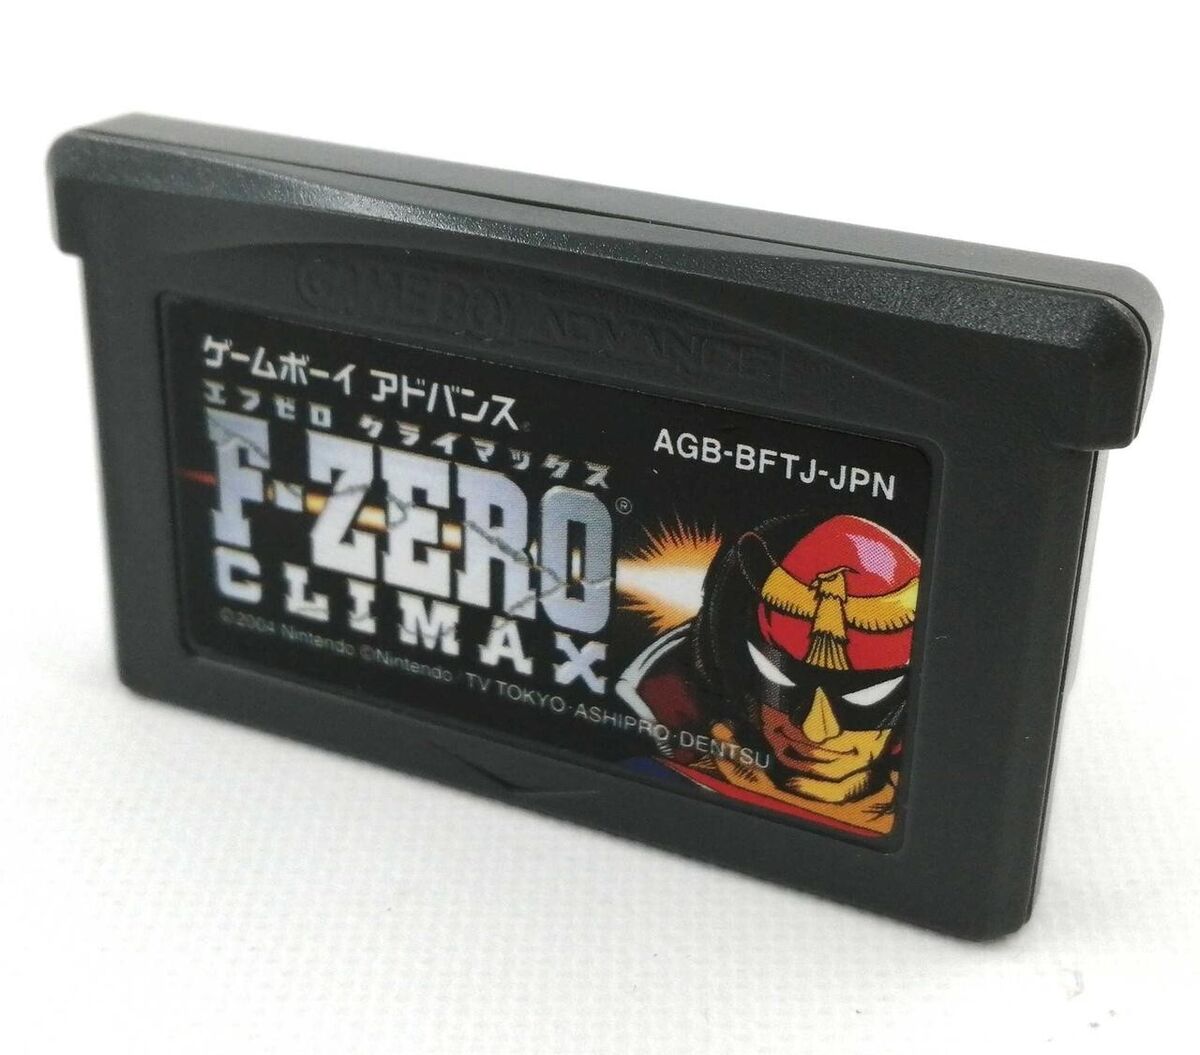 GAME BOY ADVANCE
ゲームボーイ アドバンス
AGB-BFTJ-JPN
エフゼロ クライマックス
F-ZERO®
CLIMAX
©2004 Nintendo ©Nintendo · TV TOKYO · ASHIPRO · DENTSU